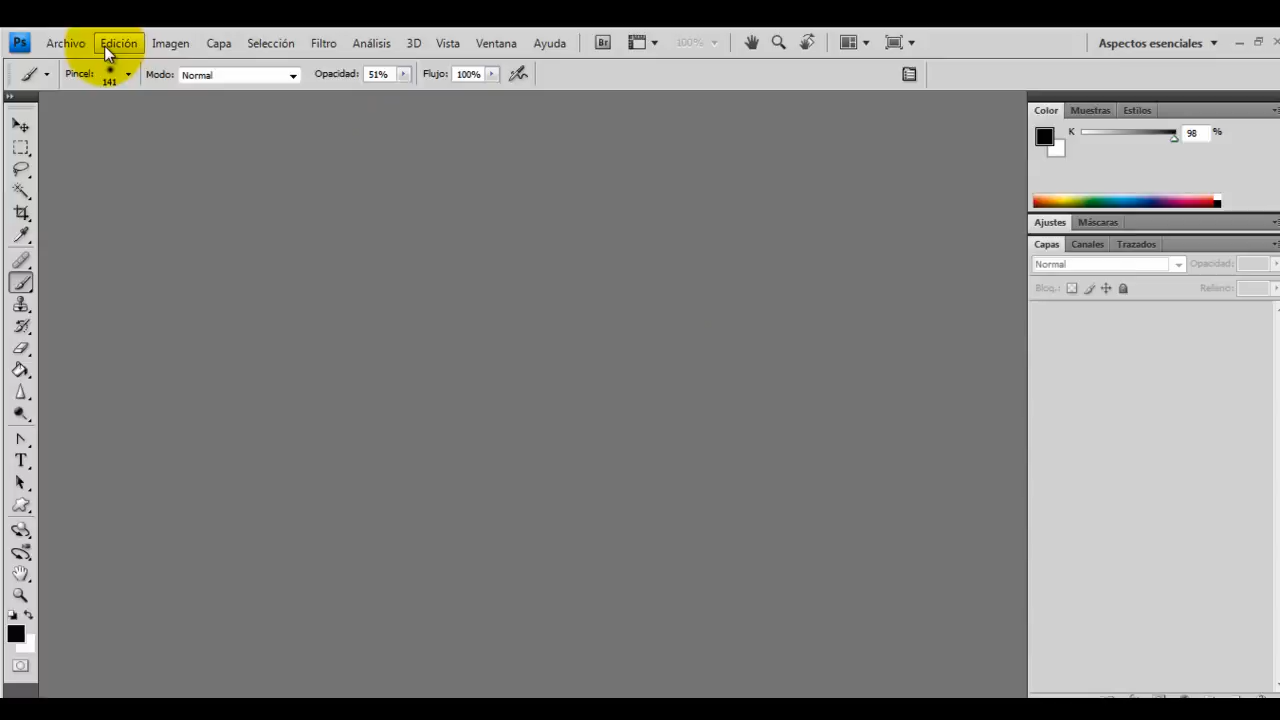 Ps Archivo Edición Imagen Capa Selección Filtro Análisis 3D Vista Ventana Ayuda Br 100% Aspectos esenciales
Pincel: 141 Modo: Normal Opacidad: 51% Flujo: 100%
Color Muestras Estilos
K 98 %
Ajustes Máscaras
Capas Canales Trazados
Normal Opacidad:
Bloq.: Relleno:
T